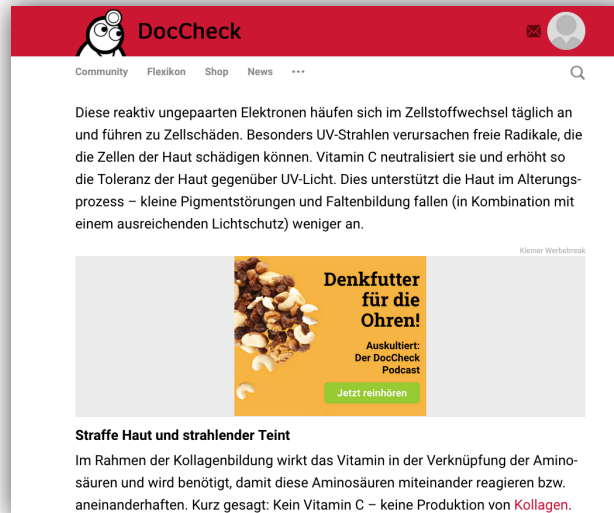 DocCheck
Community Flexikon Shop News •••
Diese reaktiv ungepaarten Elektronen häufen sich im Zellstoffwechsel täglich an
und führen zu Zellschäden. Besonders UV-Strahlen verursachen freie Radikale, die
die Zellen der Haut schädigen können. Vitamin C neutralisiert sie und erhöht so
die Toleranz der Haut gegenüber UV-Licht. Dies unterstützt die Haut im Alterungs-
prozess – kleine Pigmentstörungen und Faltenbildung fallen (in Kombination mit
einem ausreichenden Lichtschutz) weniger an.
Kleiner Werbebreak
Denkfutter
für die
Ohren!
Auskultiert:
Der DocCheck
Podcast
Jetzt reinhören
Straffe Haut und strahlender Teint
Im Rahmen der Kollagenbildung wirkt das Vitamin in der Verknüpfung der Amino-
säuren und wird benötigt, damit diese Aminosäuren miteinander reagieren bzw.
aneinanderhaften. Kurz gesagt: Kein Vitamin C – keine Produktion von Kollagen.